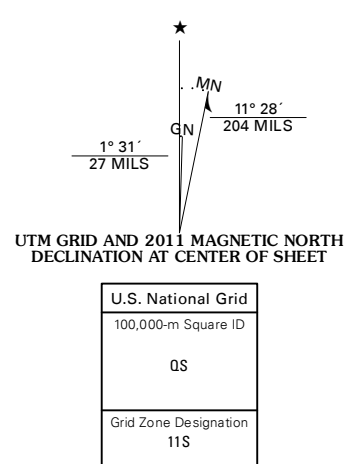 ★
MN
11° 28´
204 MILS
GN
1° 31´
27 MILS
UTM GRID AND 2011 MAGNETIC NORTH
DECLINATION AT CENTER OF SHEET
U.S. National Grid
100,000-m Square ID
QS
Grid Zone Designation
11S